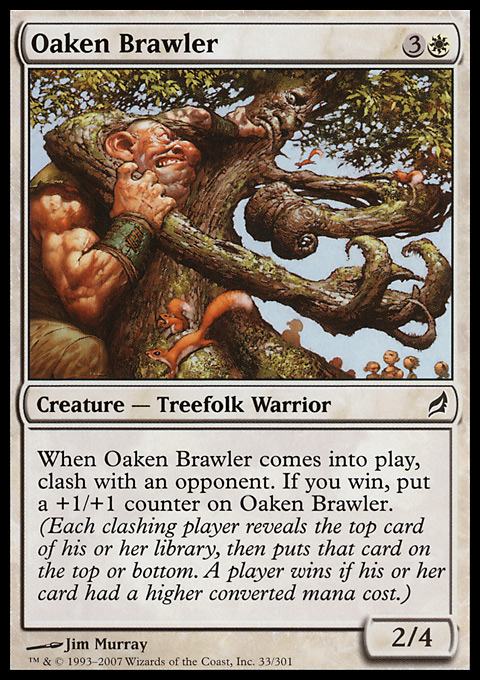 Oaken Brawler 3
Creature — Treefolk Warrior
When Oaken Brawler comes into play,
clash with an opponent. If you win, put
a +1/+1 counter on Oaken Brawler.
(Each clashing player reveals the top card
of his or her library, then puts that card on
the top or bottom. A player wins if his or her
card had a higher converted mana cost.)
Jim Murray
2/4
™ & © 1993–2007 Wizards of the Coast, Inc. 33/301